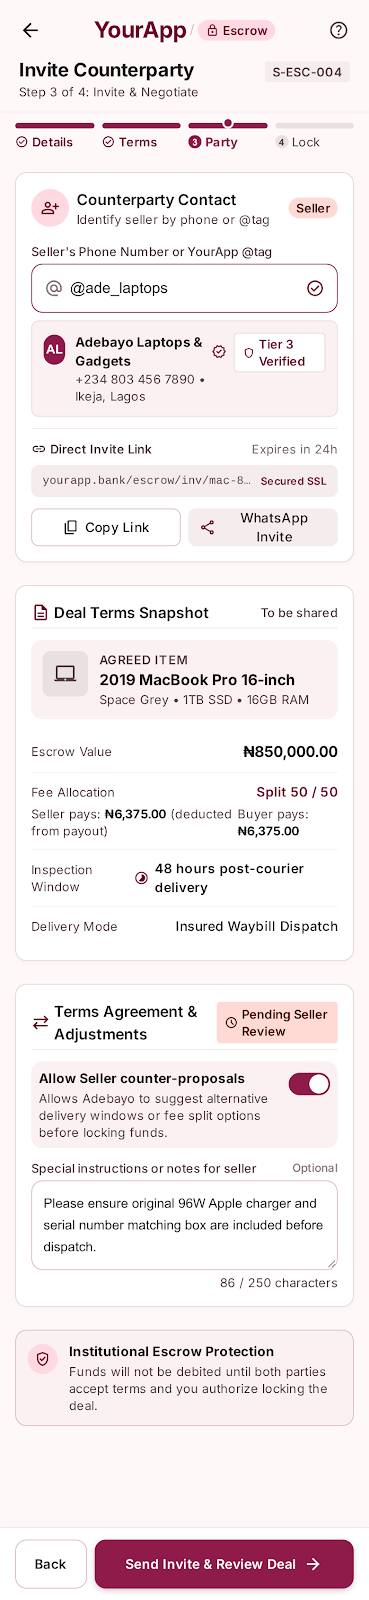 YourApp / Escrow
Invite Counterparty
S-ESC-004
Step 3 of 4: Invite & Negotiate
Details
Terms
3 Party
4 Lock
Counterparty Contact
Identify seller by phone or @tag
Seller
Seller's Phone Number or YourApp @tag
@ @ade_laptops
AL
Adebayo Laptops &
Gadgets
Tier 3
Verified
+234 803 456 7890 •
Ikeja, Lagos
Direct Invite Link
Expires in 24h
yourapp.bank/escrow/inv/mac-8…
Secured SSL
Copy Link
WhatsApp
Invite
Deal Terms Snapshot
To be shared
AGREED ITEM
2019 MacBook Pro 16-inch
Space Grey • 1TB SSD • 16GB RAM
Escrow Value
₦850,000.00
Fee Allocation
Split 50 / 50
Seller pays: ₦6,375.00 (deducted
from payout)
Buyer pays:
₦6,375.00
Inspection
Window
48 hours post-courier
delivery
Delivery Mode
Insured Waybill Dispatch
Terms Agreement &
Adjustments
Pending Seller
Review
Allow Seller counter-proposals
Allows Adebayo to suggest alternative
delivery windows or fee split options
before locking funds.
Special instructions or notes for seller
Optional
Please ensure original 96W Apple charger and
serial number matching box are included before
dispatch.
86 / 250 characters
Institutional Escrow Protection
Funds will not be debited until both parties
accept terms and you authorize locking the
deal.
Back
Send Invite & Review Deal